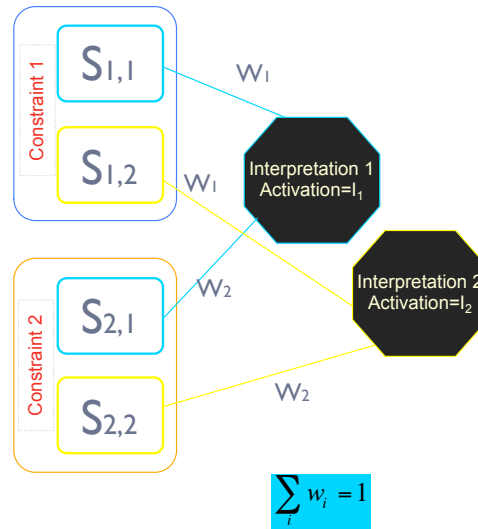 Constraint 1
S1,1
S1,2
w1
w1
Interpretation 1
Activation=I1
Constraint 2
S2,1
S2,2
w2
w2
Interpretation 2
Activation=I2
∑i wi = 1